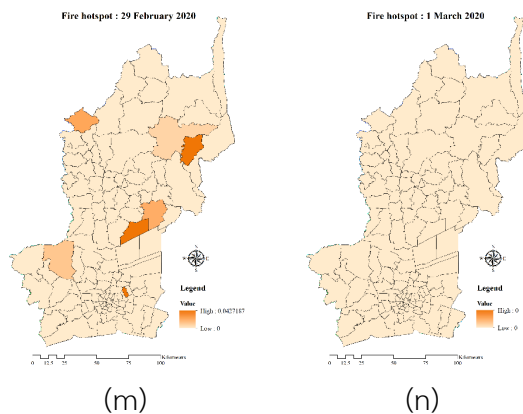 Fire hotspot : 29 February 2020
N
W E
S
Legend
Value
High : 0.0427187
Low : 0
Kilometers
0 12.5 25 50 75 100
(m)
Fire hotspot : 1 March 2020
N
W E
S
Legend
Value
High : 0
Low : 0
Kilometers
0 12.5 25 50 75 100
(n)